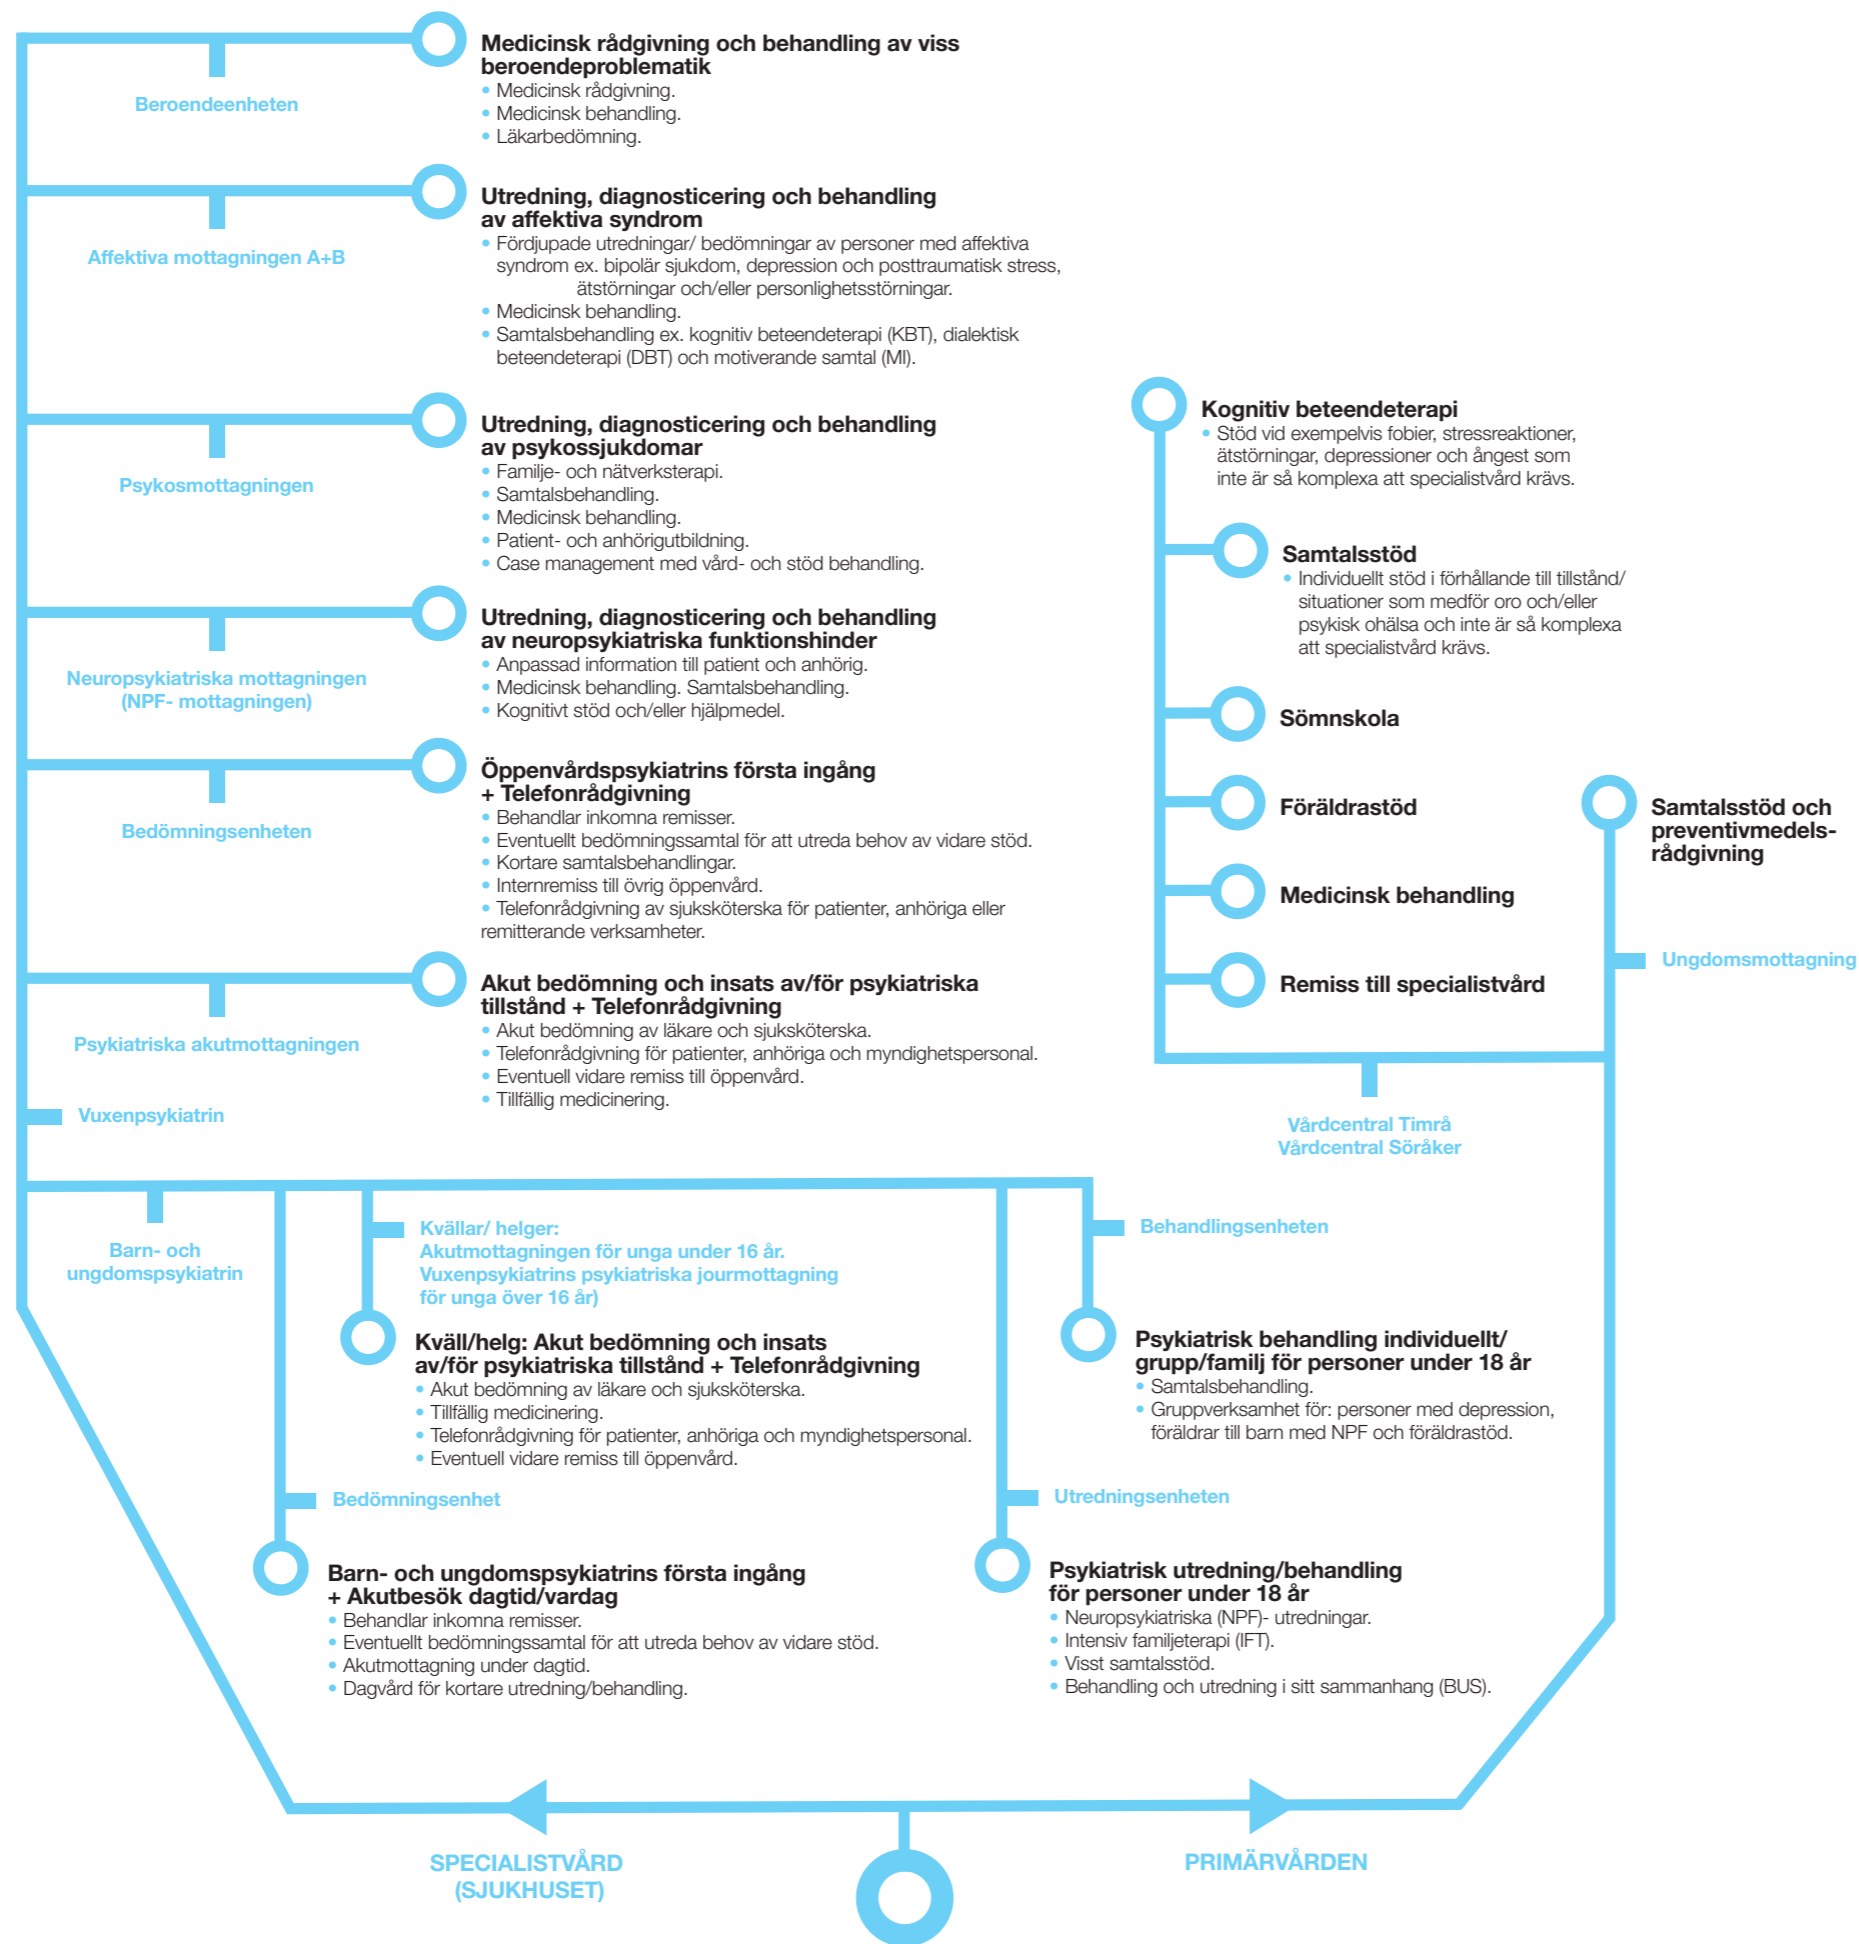 Medicinsk rådgivning och behandling av viss
beroendeproblematik
• Medicinsk rådgivning.
• Medicinsk behandling.
• Läkarbedömning.
Beroendeenheten
Utredning, diagnosticering och behandling
av affektiva syndrom
• Fördjupade utredningar/ bedömningar av personer med affektiva
syndrom ex. bipolär sjukdom, depression och posttraumatisk stress,
ätstörningar och/eller personlighetsstörningar.
• Medicinsk behandling.
• Samtalsbehandling ex. kognitiv beteendeterapi (KBT), dialektisk
beteendeterapi (DBT) och motiverande samtal (MI).
Affektiva mottagningen A+B
Utredning, diagnosticering och behandling
av psykossjukdomar
• Familje- och nätverksterapi.
• Samtalsbehandling.
• Medicinsk behandling.
• Patient- och anhörigutbildning.
• Case management med vård- och stöd behandling.
Psykosmottagningen
Utredning, diagnosticering och behandling
av neuropsykiatriska funktionshinder
• Anpassad information till patient och anhörig.
• Medicinsk behandling. Samtalsbehandling.
• Kognitivt stöd och/eller hjälpmedel.
Neuropsykiatriska mottagningen
(NPF- mottagningen)
Öppenvårdspsykiatrins första ingång
+ Telefonrådgivning
• Behandlar inkomna remisser.
• Eventuellt bedömningssamtal för att utreda behov av vidare stöd.
• Kortare samtalsbehandlingar.
• Internremiss till övrig öppenvård.
• Telefonrådgivning av sjuksköterska för patienter, anhöriga eller
remitterande verksamheter.
Bedömningsenheten
Akut bedömning och insats av/för psykiatriska
tillstånd + Telefonrådgivning
• Akut bedömning av läkare och sjuksköterska.
• Telefonrådgivning för patienter, anhöriga och myndighetspersonal.
• Eventuell vidare remiss till öppenvård.
• Tillfällig medicinering.
Psykiatriska akutmottagningen
Vuxenpsykiatrin
Kognitiv beteendeterapi
• Stöd vid exempelvis fobier, stressreaktioner,
ätstörningar, depressioner och ångest som
inte är så komplexa att specialistvård krävs.
Samtalsstöd
• Individuellt stöd i förhållande till tillstånd/
situationer som medför oro och/eller
psykisk ohälsa och inte är så komplexa
att specialistvård krävs.
Sömnskola
Föräldrastöd
Medicinsk behandling
Remiss till specialistvård
Samtalsstöd och
preventivmedels-
rådgivning
Ungdomsmottagning
Vårdcentral Timrå
Vårdcentral Söråker
Barn- och
ungdomspsykiatrin
Kvällar/ helger:
Akutmottagningen för unga under 16 år.
Vuxenpsykiatrins psykiatriska jourmottagning
för unga över 16 år)
Kväll/helg: Akut bedömning och insats
av/för psykiatriska tillstånd + Telefonrådgivning
• Akut bedömning av läkare och sjuksköterska.
• Tillfällig medicinering.
• Telefonrådgivning för patienter, anhöriga och myndighetspersonal.
• Eventuell vidare remiss till öppenvård.
Behandlingsenheten
Psykiatrisk behandling individuellt/
grupp/familj för personer under 18 år
• Samtalsbehandling.
• Gruppverksamhet för: personer med depression,
föräldrar till barn med NPF och föräldrastöd.
Bedömningsenhet
Barn- och ungdomspsykiatrins första ingång
+ Akutbesök dagtid/vardag
• Behandlar inkomna remisser.
• Eventuellt bedömningssamtal för att utreda behov av vidare stöd.
• Akutmottagning under dagtid.
• Dagvård för kortare utredning/behandling.
Utredningsenheten
Psykiatrisk utredning/behandling
för personer under 18 år
• Neuropsykiatriska (NPF)- utredningar.
• Intensiv familjeterapi (IFT).
• Visst samtalsstöd.
• Behandling och utredning i sitt sammanhang (BUS).
SPECIALISTVÅRD
(SJUKHUSET)
PRIMÄRVÅRDEN